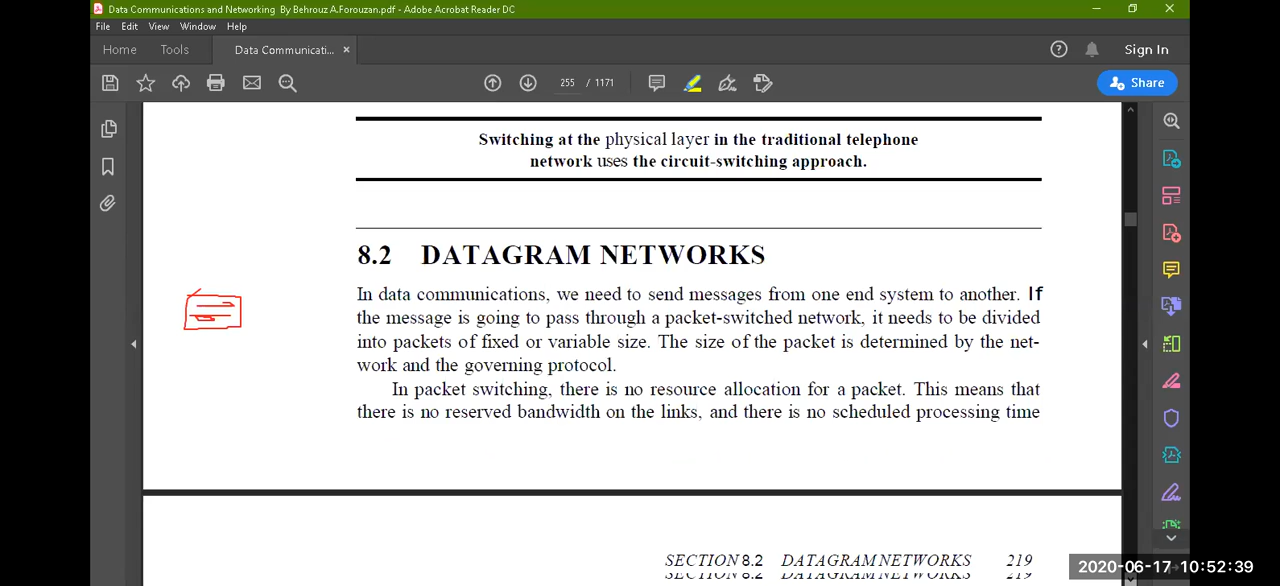 Data Communications and Networking By Behrouz A.Forouzan.pdf - Adobe Acrobat Reader DC
File Edit View Window Help
Home Tools Data Communicati... × Sign In
255 / 1171 Share
Switching at the physical layer in the traditional telephone
network uses the circuit-switching approach.
8.2 DATAGRAM NETWORKS
In data communications, we need to send messages from one end system to another. If
the message is going to pass through a packet-switched network, it needs to be divided
into packets of fixed or variable size. The size of the packet is determined by the net-
work and the governing protocol.
In packet switching, there is no resource allocation for a packet. This means that
there is no reserved bandwidth on the links, and there is no scheduled processing time
SECTION 8.2 DATAGRAM NETWORKS 219
SECTION 8.2 DATAGRAM NETWORKS 219
2020-06-17 10:52:39